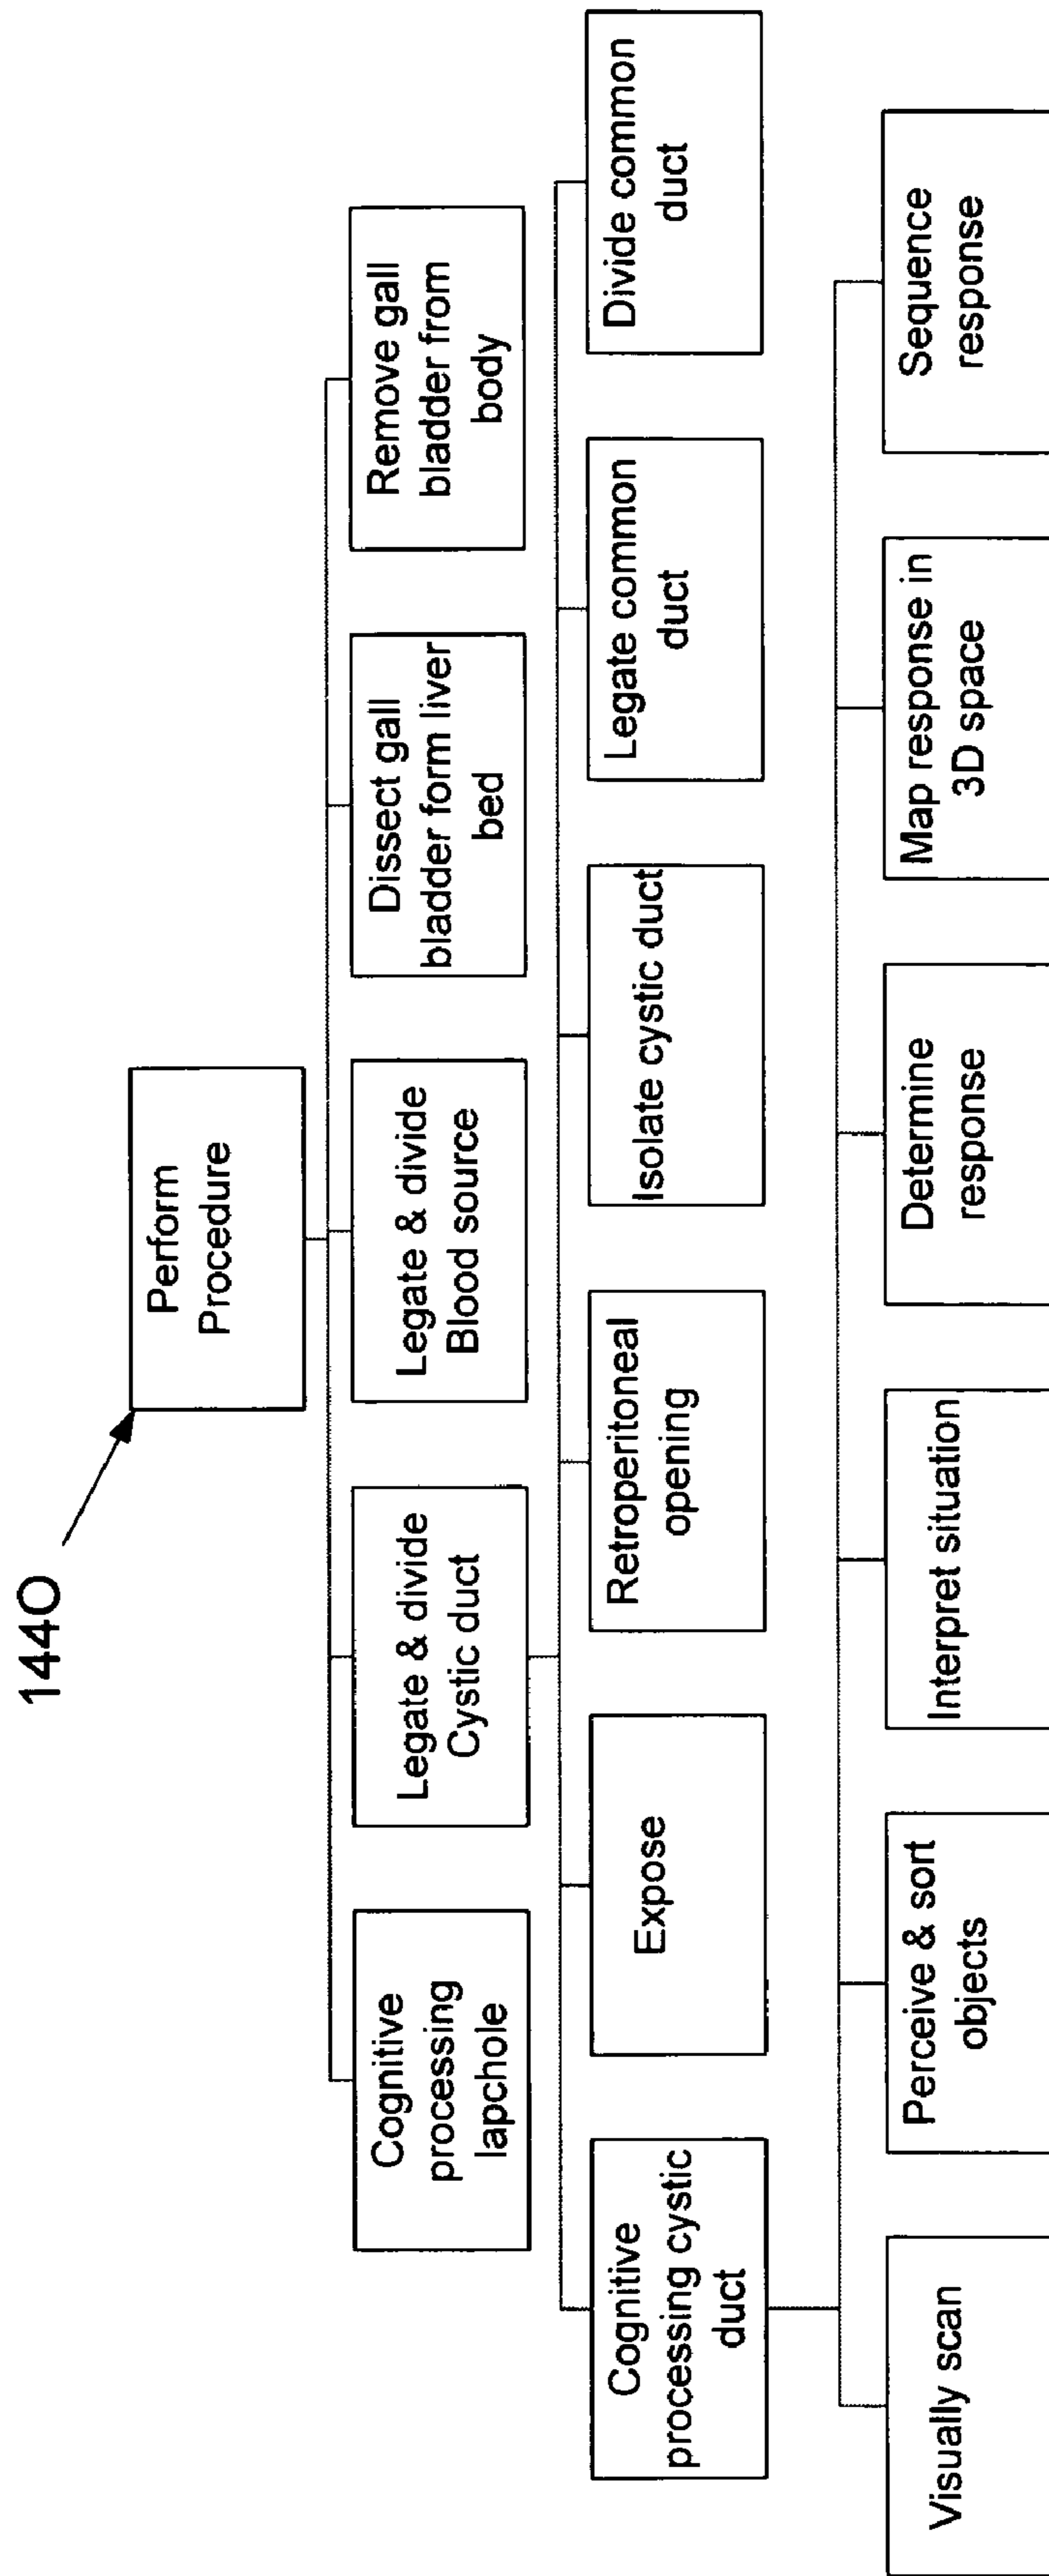 1440
Perform
Procedure
Cognitive
processing
lapchole
Legate & divide
Cystic duct
Legate & divide
Blood source
Dissect gall
bladder form liver
bed
Remove gall
bladder from
body
Cognitive
processing cystic
duct
Expose
Retroperitoneal
opening
Isolate cystic duct
Legate common
duct
Divide common
duct
Visually scan
Perceive & sort
objects
Interpret situation
Determine
response
Map response in
3D space
Sequence
response